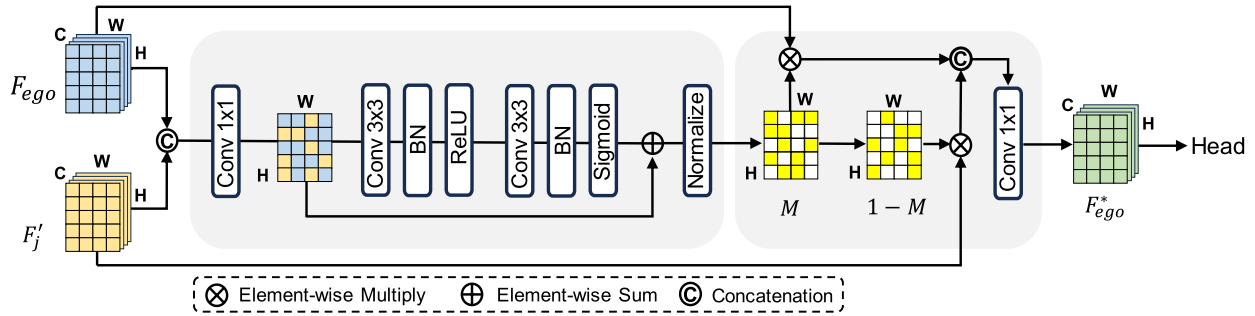 C W H
F_ego
C W H
F'_j
C
Conv 1x1
W
H
Conv 3x3
BN
ReLU
Conv 3x3
BN
Sigmoid
Normalize
W
H
M
W
H
1 − M
C
Conv 1x1
C W H
F*_ego
Head
Element-wise Multiply
Element-wise Sum
C Concatenation